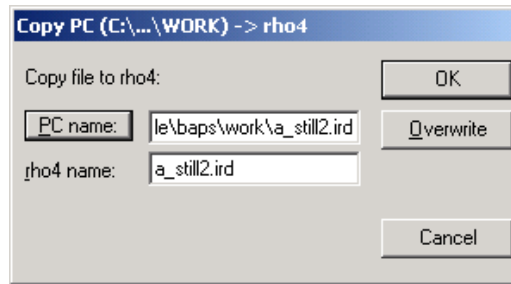 Copy PC (C:\...\WORK) -> rho4
Copy file to rho4:
OK
PC name:
le\baps\work\a_still2.ird
Overwrite
rho4 name:
a_still2.ird
Cancel